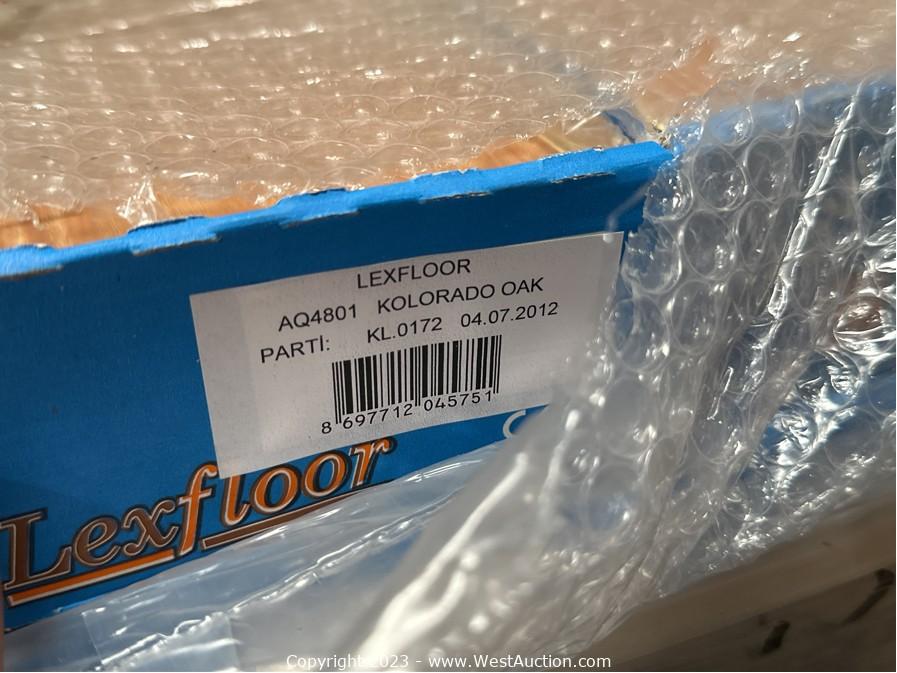 LEXFLOOR
AQ4801 KOLORADO OAK
PARTİ: KL.0172 04.07.2012
8 697712 045751
Lexfloor
Copyright 2023 - www.WestAuction.com